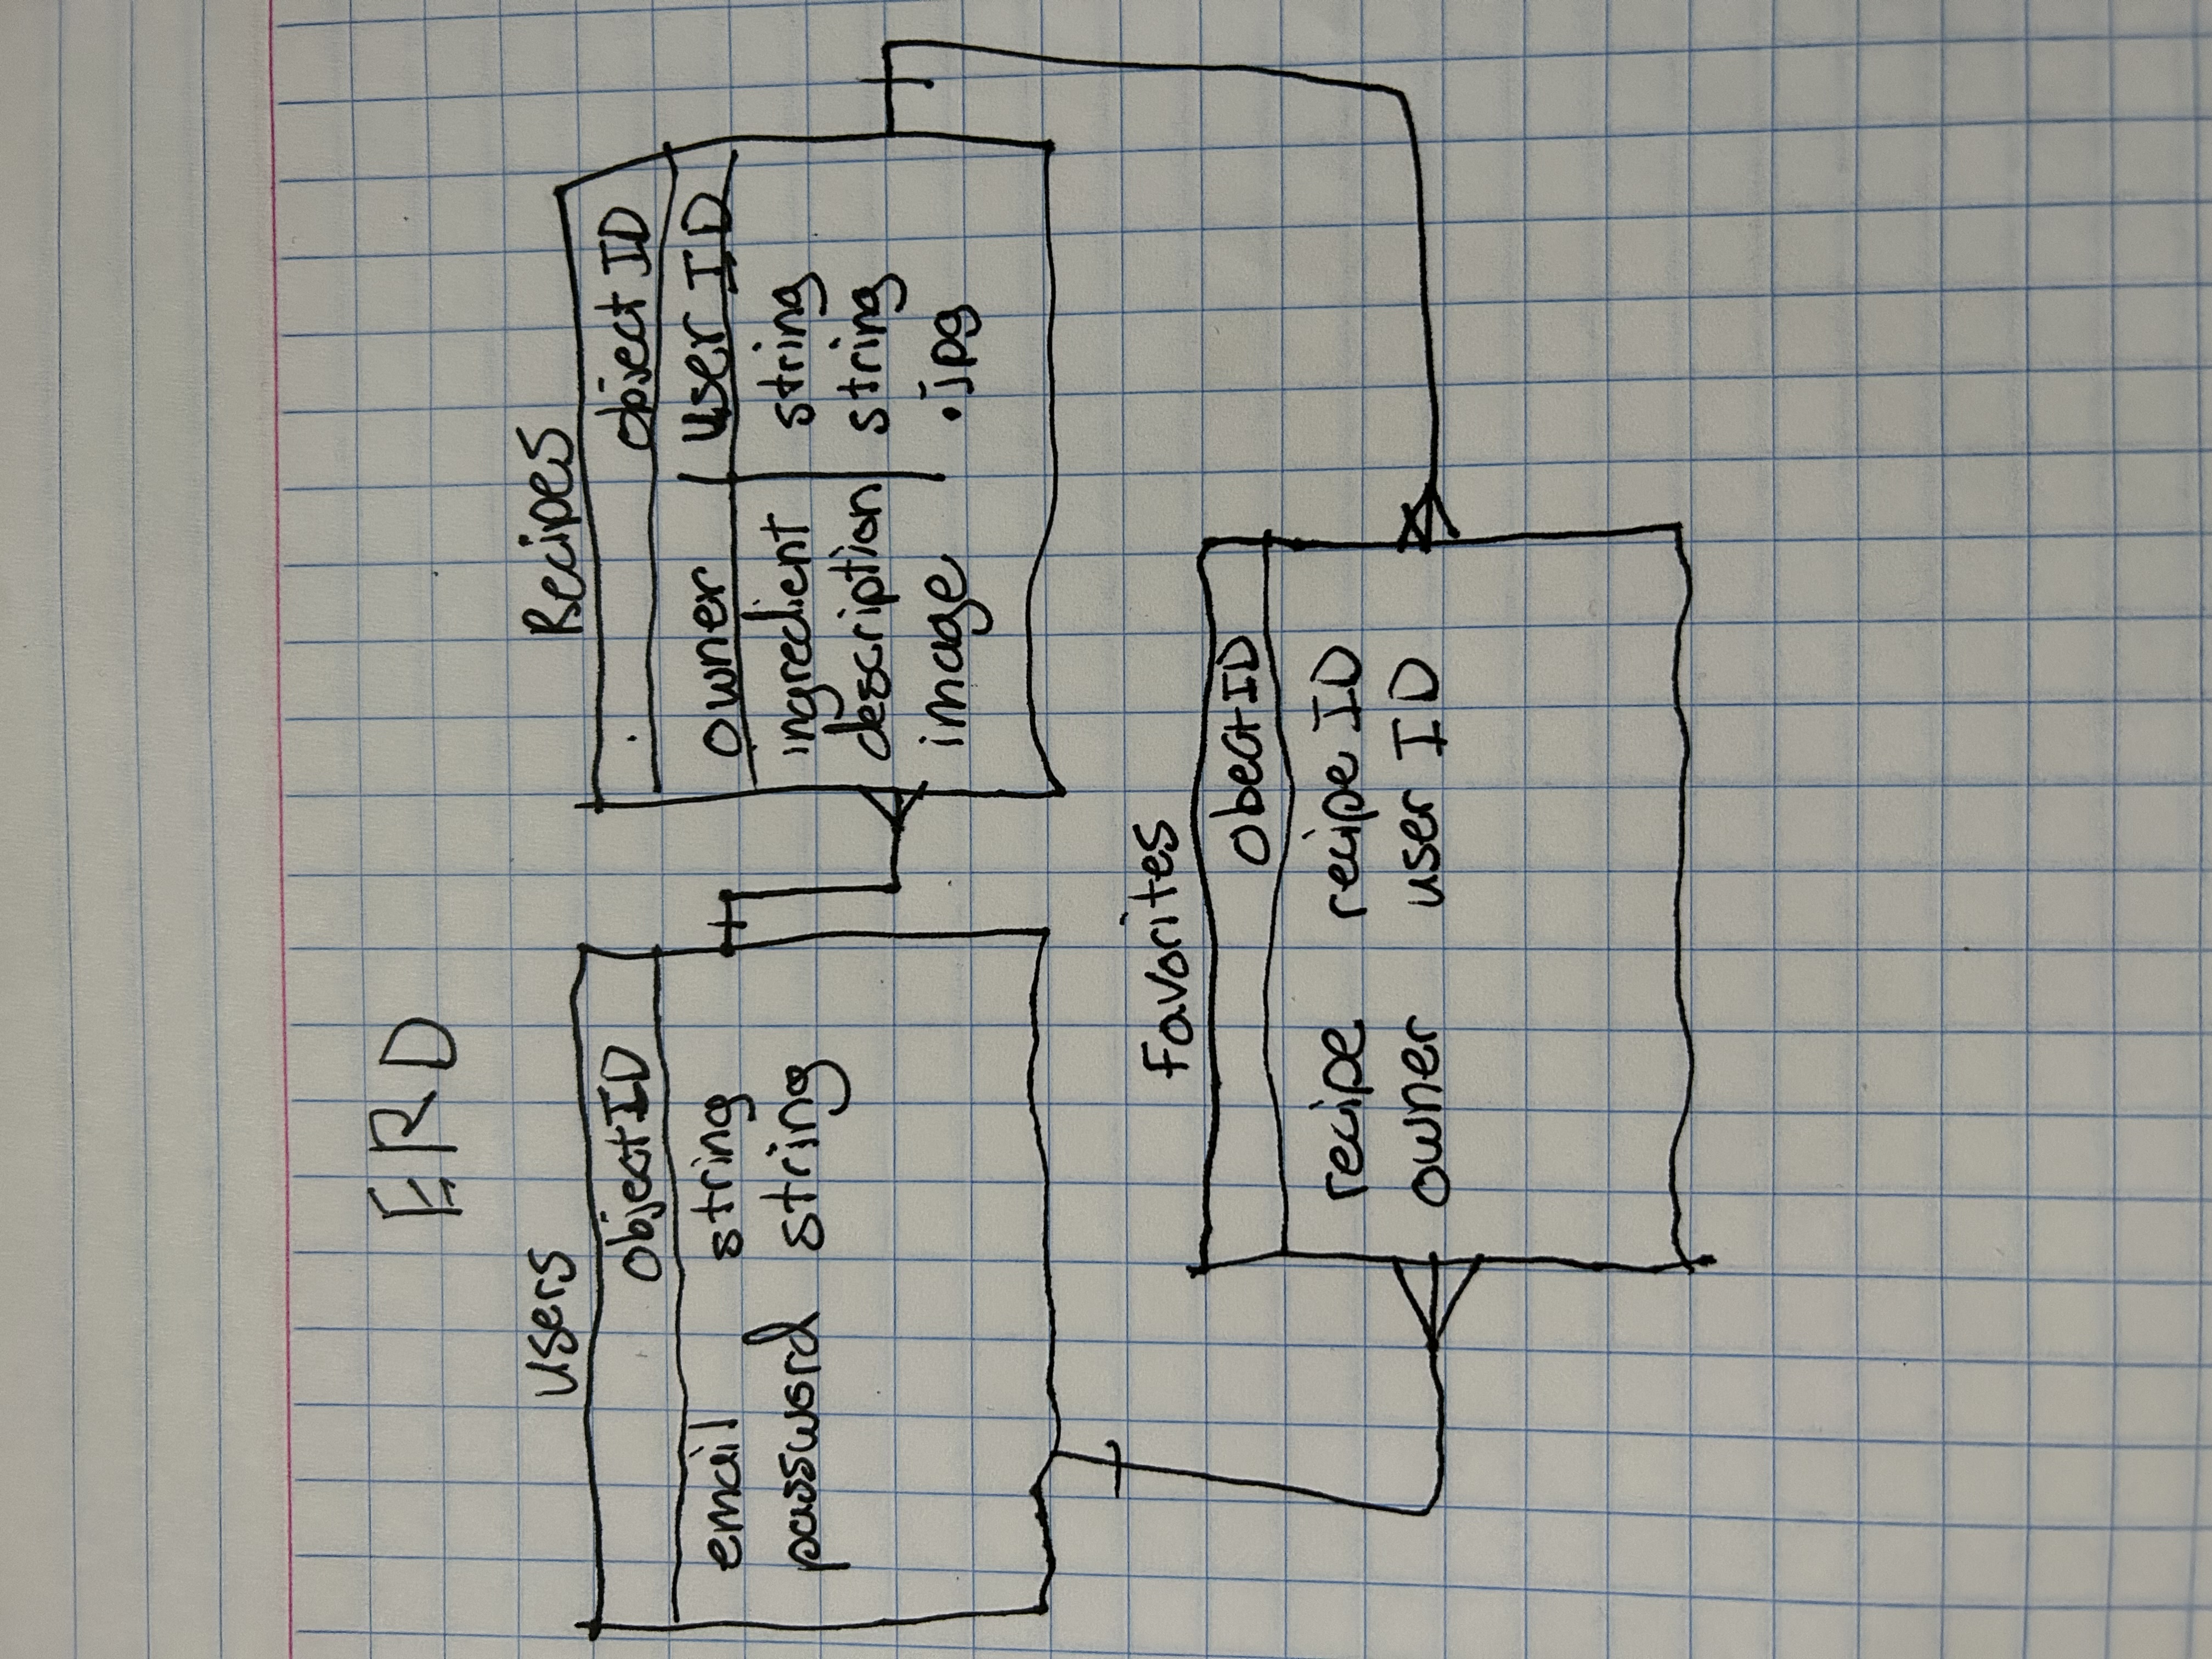 ERD
users
objectID
email string
password string
Recipes
object ID
owner user ID
ingredient string
description string
image .jpg
Favorites
obectID
recipe recipe ID
owner user ID